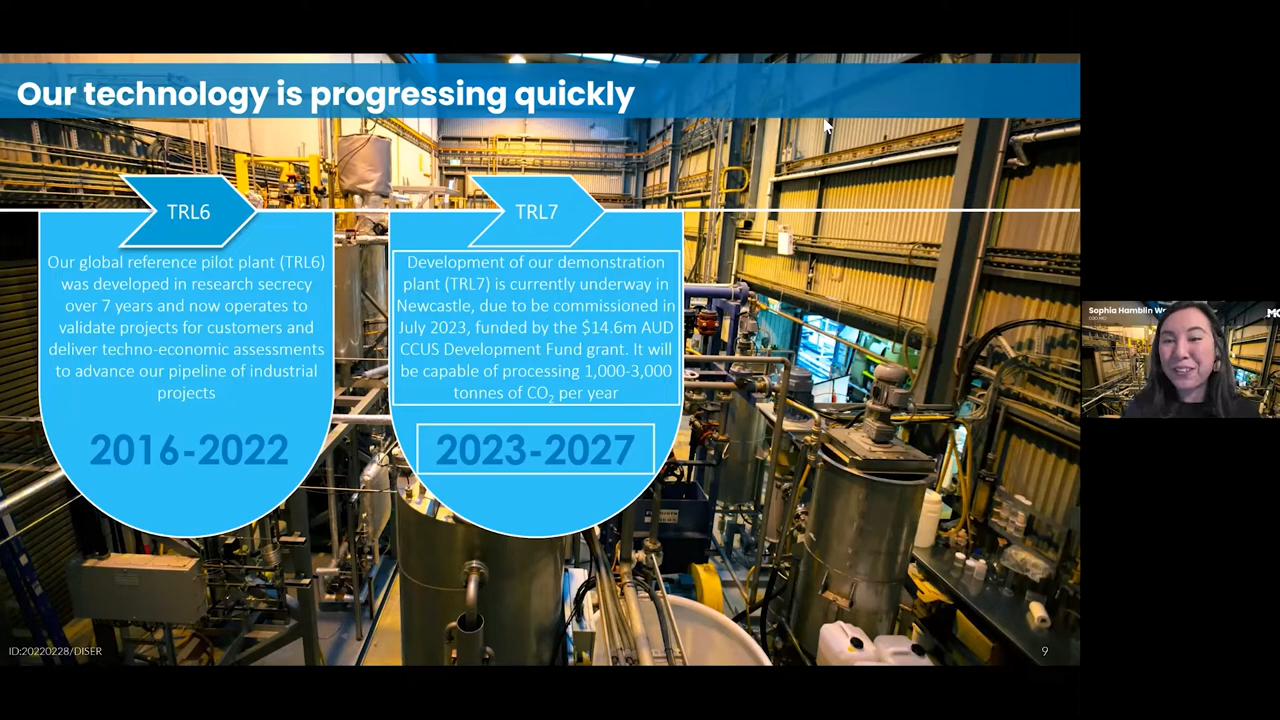 Our technology is progressing quickly
TRL6
Our global reference pilot plant (TRL6)
was developed in research secrecy
over 7 years and now operates to
validate projects for customers and
deliver techno-economic assessments
to advance our pipeline of industrial
projects
2016-2022
TRL7
Development of our demonstration
plant (TRL7) is currently underway in
Newcastle, due to be commissioned in
July 2023, funded by the $14.6m AUD
CCUS Development Fund grant. It will
be capable of processing 1,000-3,000
tonnes of CO₂ per year
2023-2027
ID:20220228/DISER
9
Sophia Hamblin